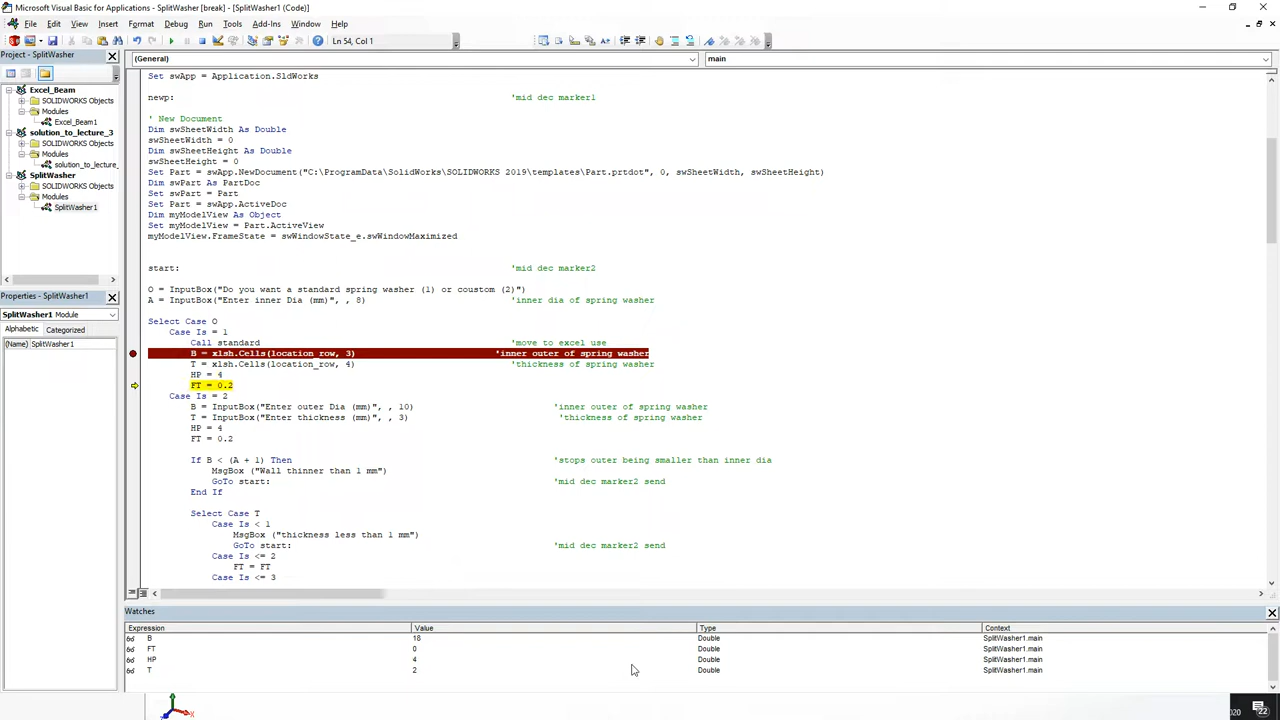 Microsoft Visual Basic for Applications - SplitWasher [break] - [SplitWasher1 (Code)]
File Edit View Insert Format Debug Run Tools Add-Ins Window Help
Ln 54, Col 1
Project - SplitWasher
Excel_Beam
SOLIDWORKS Objects
Modules
Excel_Beam1
solution_to_lecture_3
SOLIDWORKS Objects
Modules
solution_to_lecture_
SplitWasher
SOLIDWORKS Objects
Modules
SplitWasher1
Properties - SplitWasher1
SplitWasher1 Module
Alphabetic Categorized
(Name) SplitWasher1
(General) main
Set swApp = Application.SldWorks
newp: 'mid dec marker1
' New Document
Dim swSheetWidth As Double
swSheetWidth = 0
Dim swSheetHeight As Double
swSheetHeight = 0
Set Part = swApp.NewDocument("C:\ProgramData\SolidWorks\SOLIDWORKS 2019\templates\Part.prtdot", 0, swSheetWidth, swSheetHeight)
Dim swPart As PartDoc
Set swPart = Part
Set Part = swApp.ActiveDoc
Dim myModelView As Object
Set myModelView = Part.ActiveView
myModelView.FrameState = swWindowState_e.swWindowMaximized
start: 'mid dec marker2
O = InputBox("Do you want a standard spring washer (1) or coustom (2)")
A = InputBox("Enter inner Dia (mm)", , 8) 'inner dia of spring washer
Select Case O
Case Is = 1
Call standard 'move to excel use
B = xlsh.Cells(location_row, 3) 'inner outer of spring washer
T = xlsh.Cells(location_row, 4) 'thickness of spring washer
HP = 4
FT = 0.2
Case Is = 2
B = InputBox("Enter outer Dia (mm)", , 10) 'inner outer of spring washer
T = InputBox("Enter thickness (mm)", , 3) 'thickness of spring washer
HP = 4
FT = 0.2
If B < (A + 1) Then 'stops outer being smaller than inner dia
MsgBox ("Wall thinner than 1 mm")
GoTo start: 'mid dec marker2 send
End If
Select Case T
Case Is < 1
MsgBox ("thickness less than 1 mm")
GoTo start: 'mid dec marker2 send
Case Is <= 2
FT = FT
Case Is <= 3
Watches
Expression Value Type Context
B 18 Double SplitWasher1.main
FT 0 Double SplitWasher1.main
HP 4 Double SplitWasher1.main
T 2 Double SplitWasher1.main
020 22